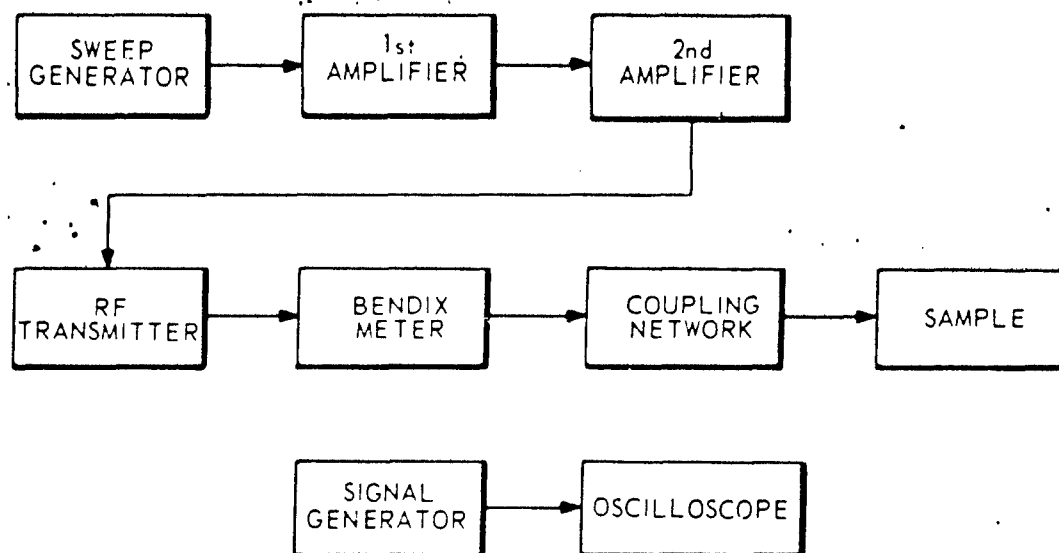 SWEEP
GENERATOR
1st
AMPLIFIER
2nd
AMPLIFIER
RF
TRANSMITTER
BENDIX
METER
COUPLING
NETWORK
SAMPLE
SIGNAL
GENERATOR
OSCILLOSCOPE